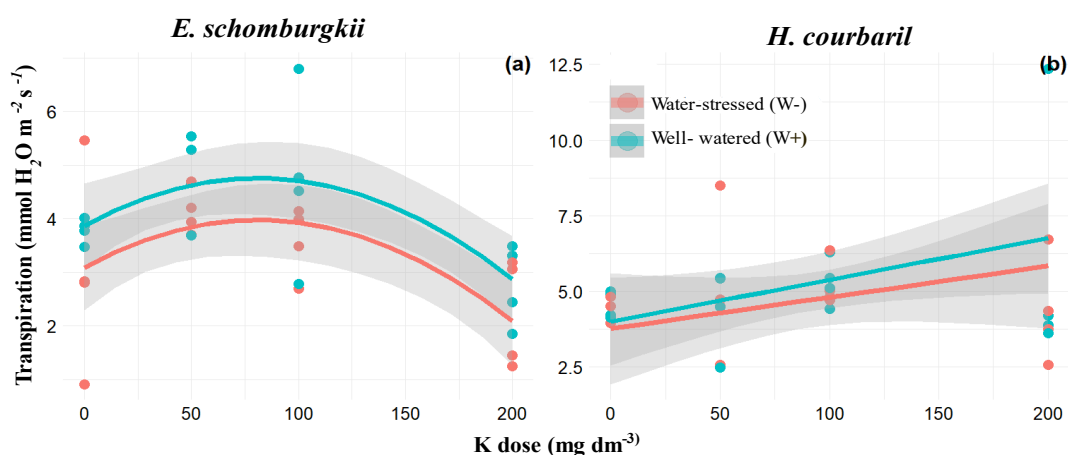 E. schomburgkii
H. courbaril
(a)
(b)
Transpiration (mmol H2O m⁻² s⁻¹)
6
4
2
12.5
10.0
7.5
5.0
2.5
Water-stressed (W-)
Well- watered (W+)
0 50 100 150 200
0 50 100 150 200
K dose (mg dm⁻³)